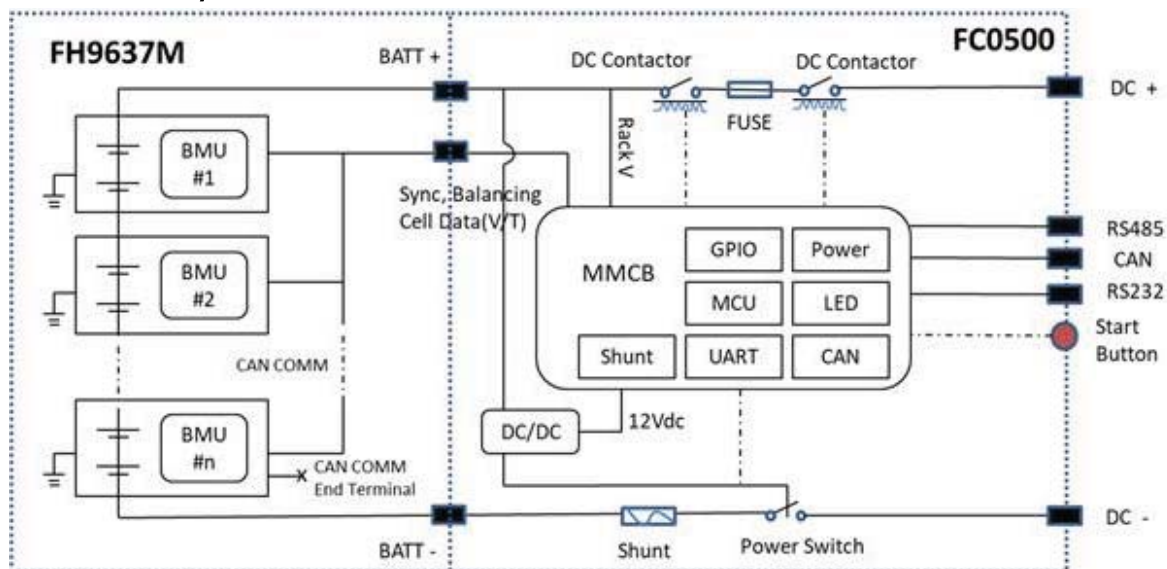 FH9637M
BATT +
FC0500
DC Contactor
DC Contactor
DC +
FUSE
Rack V
BMU
#1
Sync, Balancing
Cell Data(V/T)
BMU
#2
MMCB
GPIO
Power
MCU
LED
Shunt
UART
CAN
RS485
CAN
RS232
Start
Button
CAN COMM
BMU
#n
CAN COMM
End Terminal
DC/DC
12Vdc
BATT -
Shunt
Power Switch
DC -